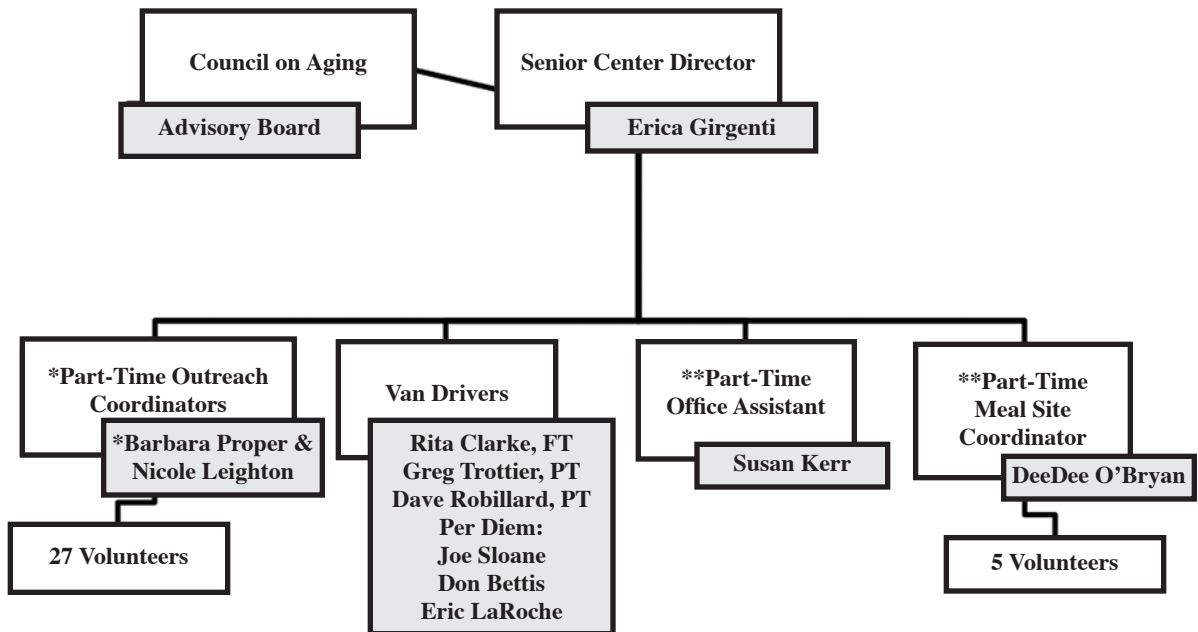 Council on Aging
Advisory Board
Senior Center Director
Erica Girgenti
*Part-Time Outreach
Coordinators
*Barbara Proper &
Nicole Leighton
27 Volunteers
Van Drivers
Rita Clarke, FT
Greg Trottier, PT
Dave Robillard, PT
Per Diem:
Joe Sloane
Don Bettis
Eric LaRoche
**Part-Time
Office Assistant
Susan Kerr
**Part-Time
Meal Site
Coordinator
DeeDee O’Bryan
5 Volunteers